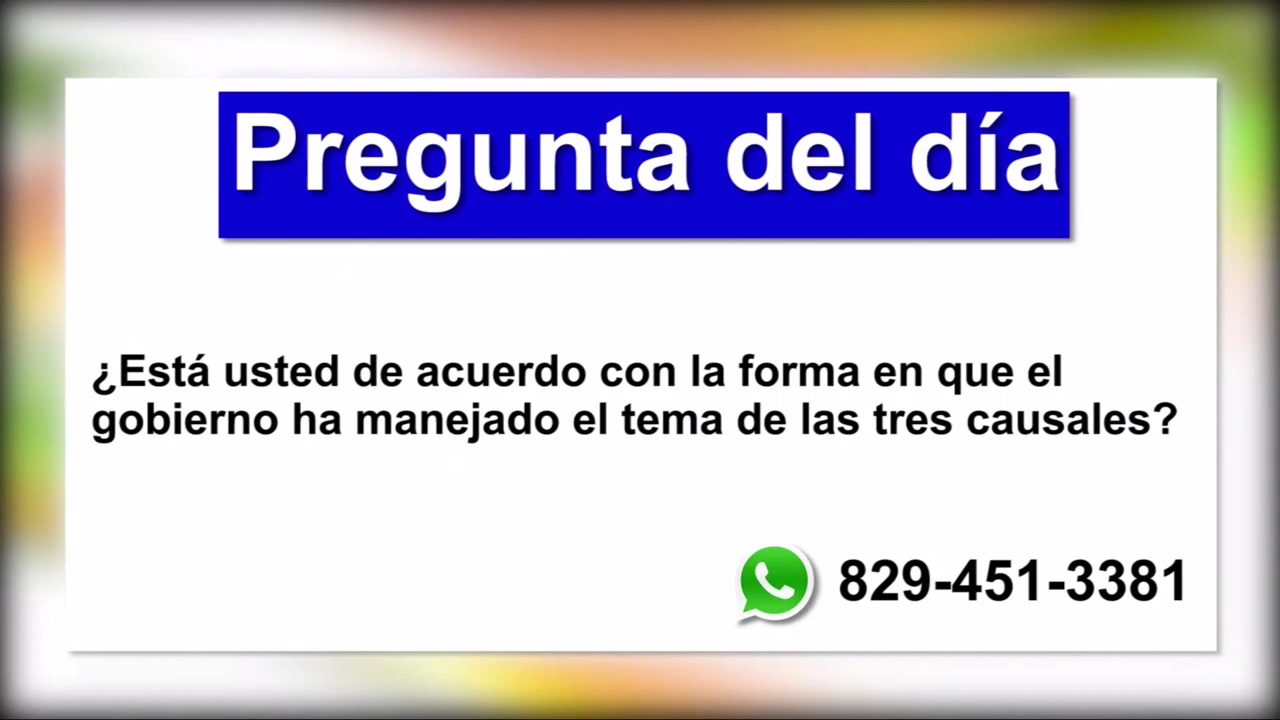 Pregunta del día
¿Está usted de acuerdo con la forma en que el
gobierno ha manejado el tema de las tres causales?
829-451-3381